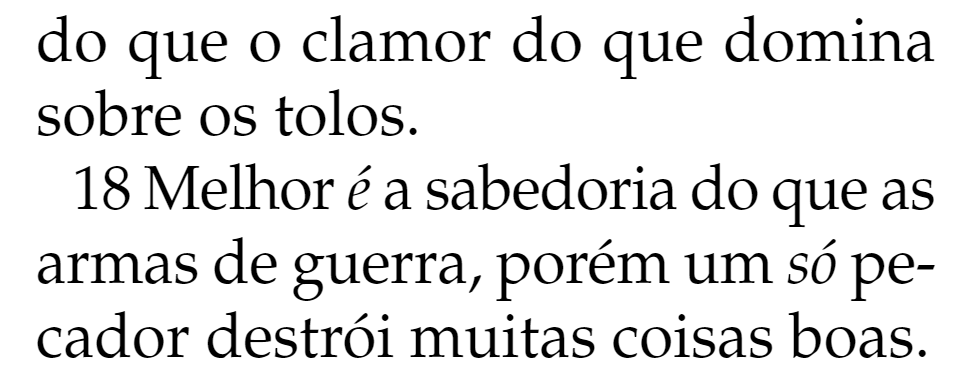 do que o clamor do que domina
sobre os tolos.
18 Melhor é a sabedoria do que as
armas de guerra, porém um só pe-
cador destrói muitas coisas boas.